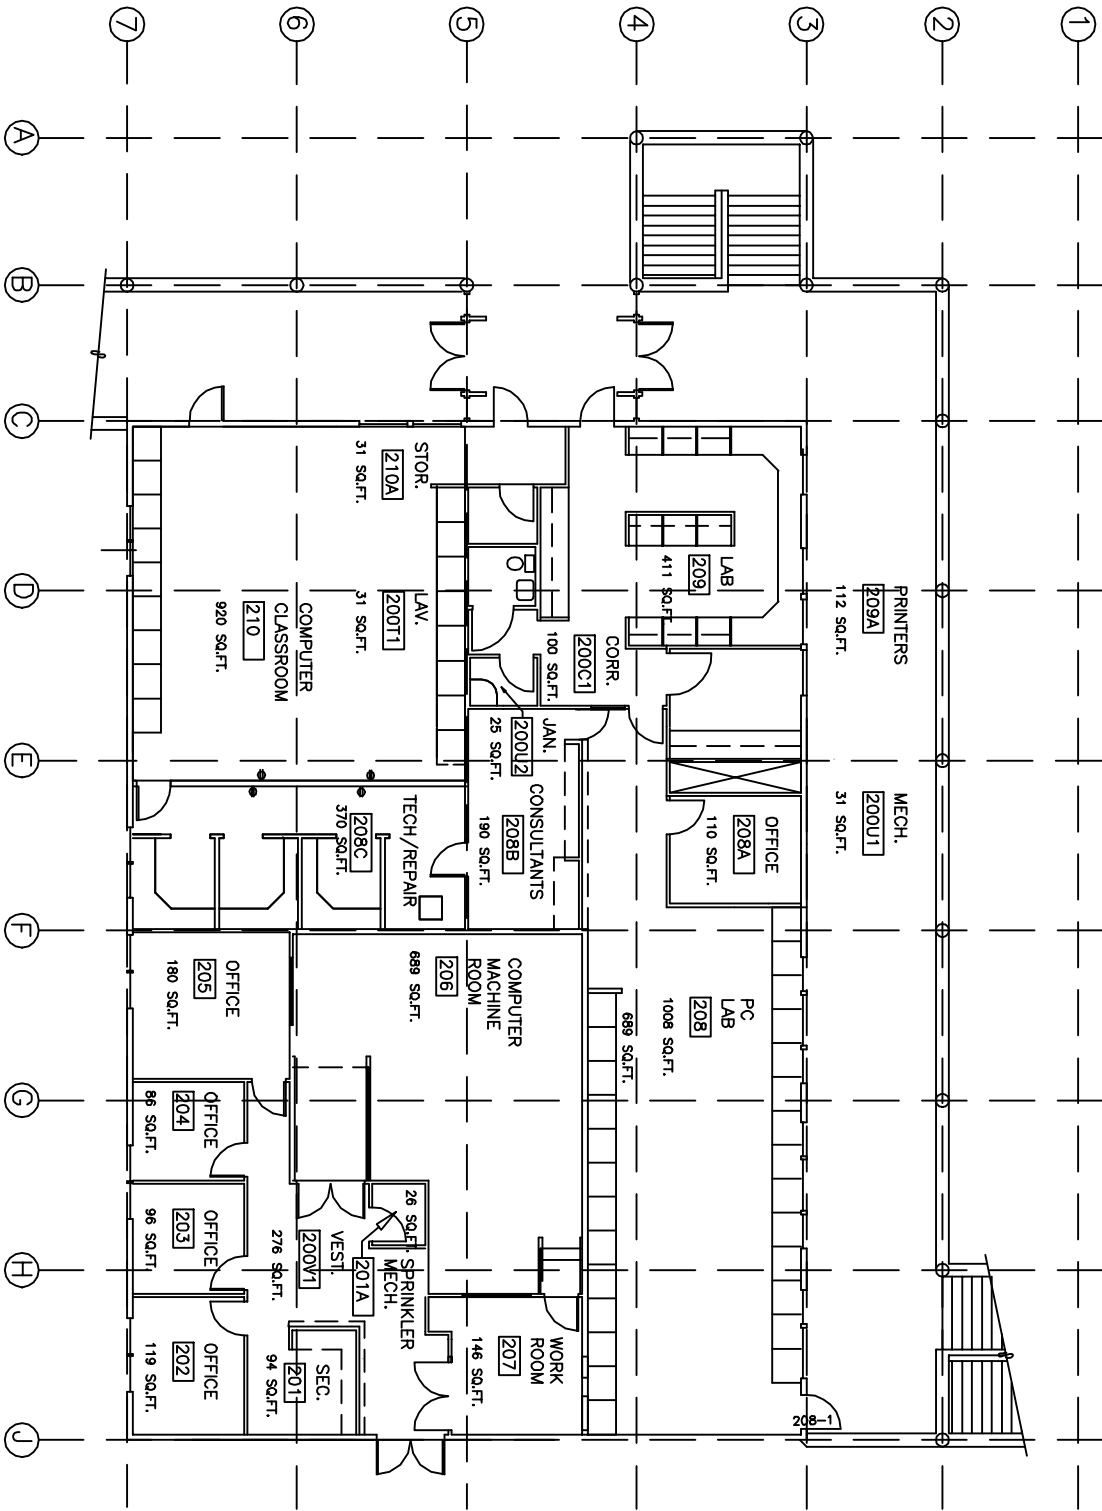 7
6
5
4
3
2
1
A
B
C
D
E
F
G
H
J
PRINTERS
209A
112 SQ.FT.
MECH.
200U1
31 SQ.FT.
LAB
209
411 SQ.FT.
OFFICE
208A
110 SQ.FT.
PC
LAB
208
1008 SQ.FT.
689 SQ.FT.
CORR.
200C1
100 SQ.FT.
JAN.
200U2
25 SQ.FT.
CONSULTANTS
208B
190 SQ.FT.
COMPUTER
MACHINE
ROOM
206
689 SQ.FT.
WORK
ROOM
207
146 SQ.FT.
208-1
STOR.
210A
31 SQ.FT.
LAV.
200T1
31 SQ.FT.
TECH/REPAIR
208C
370 SQ.FT.
26 SQ.FT.
SPRINKLER
MECH.
201A
COMPUTER
CLASSROOM
210
920 SQ.FT.
VEST.
200V1
276 SQ.FT.
SEC.
201
94 SQ.FT.
OFFICE
205
180 SQ.FT.
OFFICE
204
86 SQ.FT.
OFFICE
203
96 SQ.FT.
OFFICE
202
119 SQ.FT.